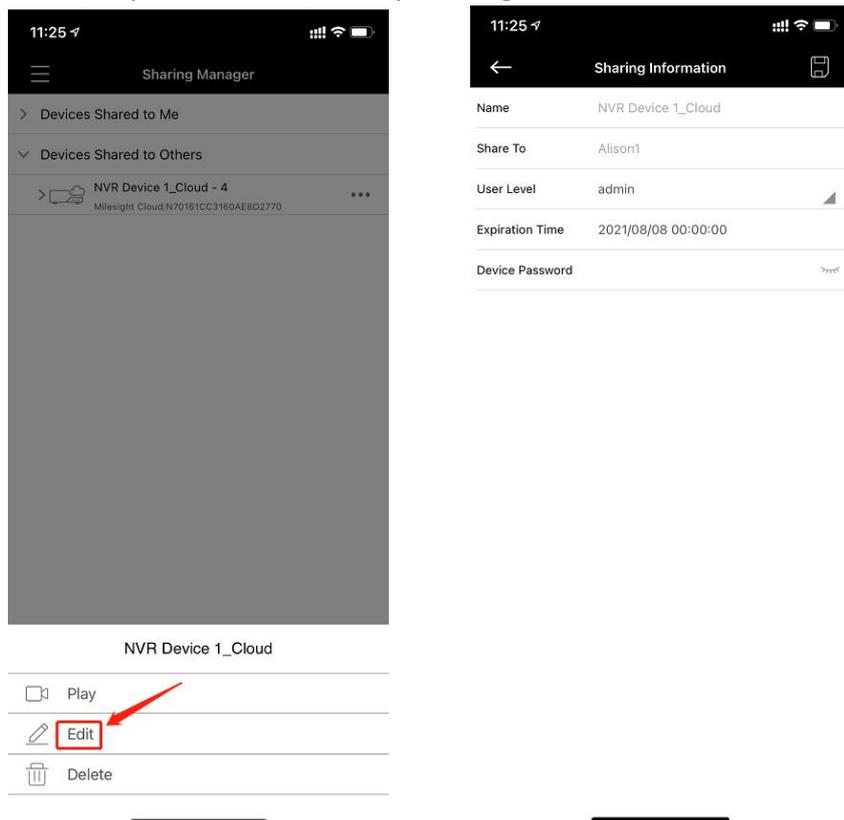 11:25
Sharing Manager
Devices Shared to Me
Devices Shared to Others
NVR Device 1_Cloud - 4
Milesight Cloud:N70161CC3160AE8D2770
NVR Device 1_Cloud
Play
Edit
Delete
11:25
Sharing Information
Name NVR Device 1_Cloud
Share To Alison1
User Level admin
Expiration Time 2021/08/08 00:00:00
Device Password